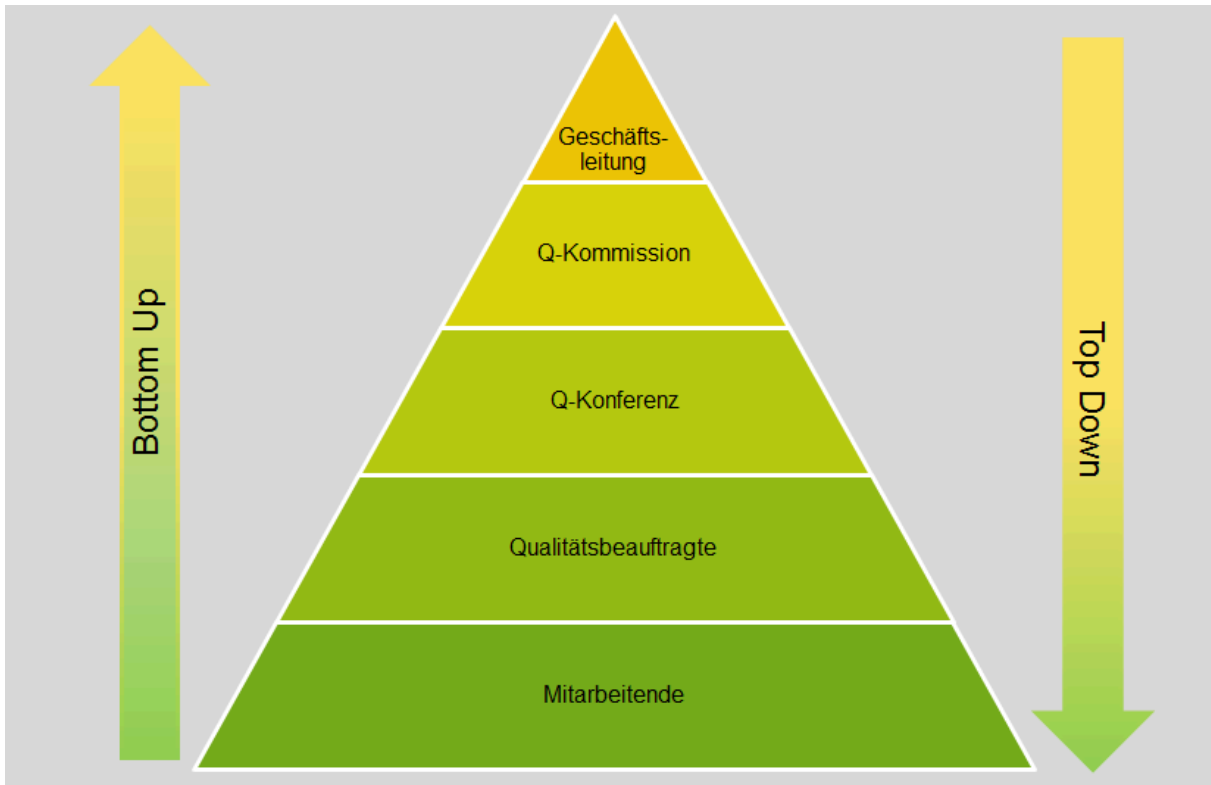 Geschäfts-
leitung
Q-Kommission
Q-Konferenz
Qualitätsbeauftragte
Mitarbeitende
Bottom Up
Top Down